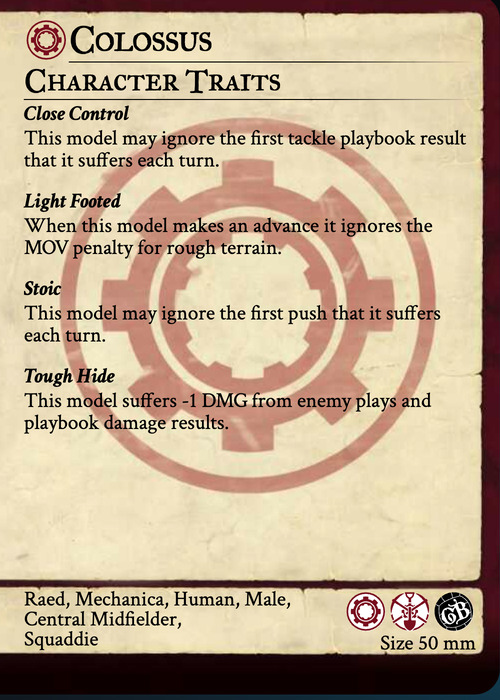 Colossus
Character Traits
Close Control
This model may ignore the first tackle playbook result
that it suffers each turn.
Light Footed
When this model makes an advance it ignores the
MOV penalty for rough terrain.
Stoic
This model may ignore the first push that it suffers
each turn.
Tough Hide
This model suffers -1 DMG from enemy plays and
playbook damage results.
Raed, Mechanica, Human, Male,
Central Midfielder,
Squaddie
GB
Size 50 mm